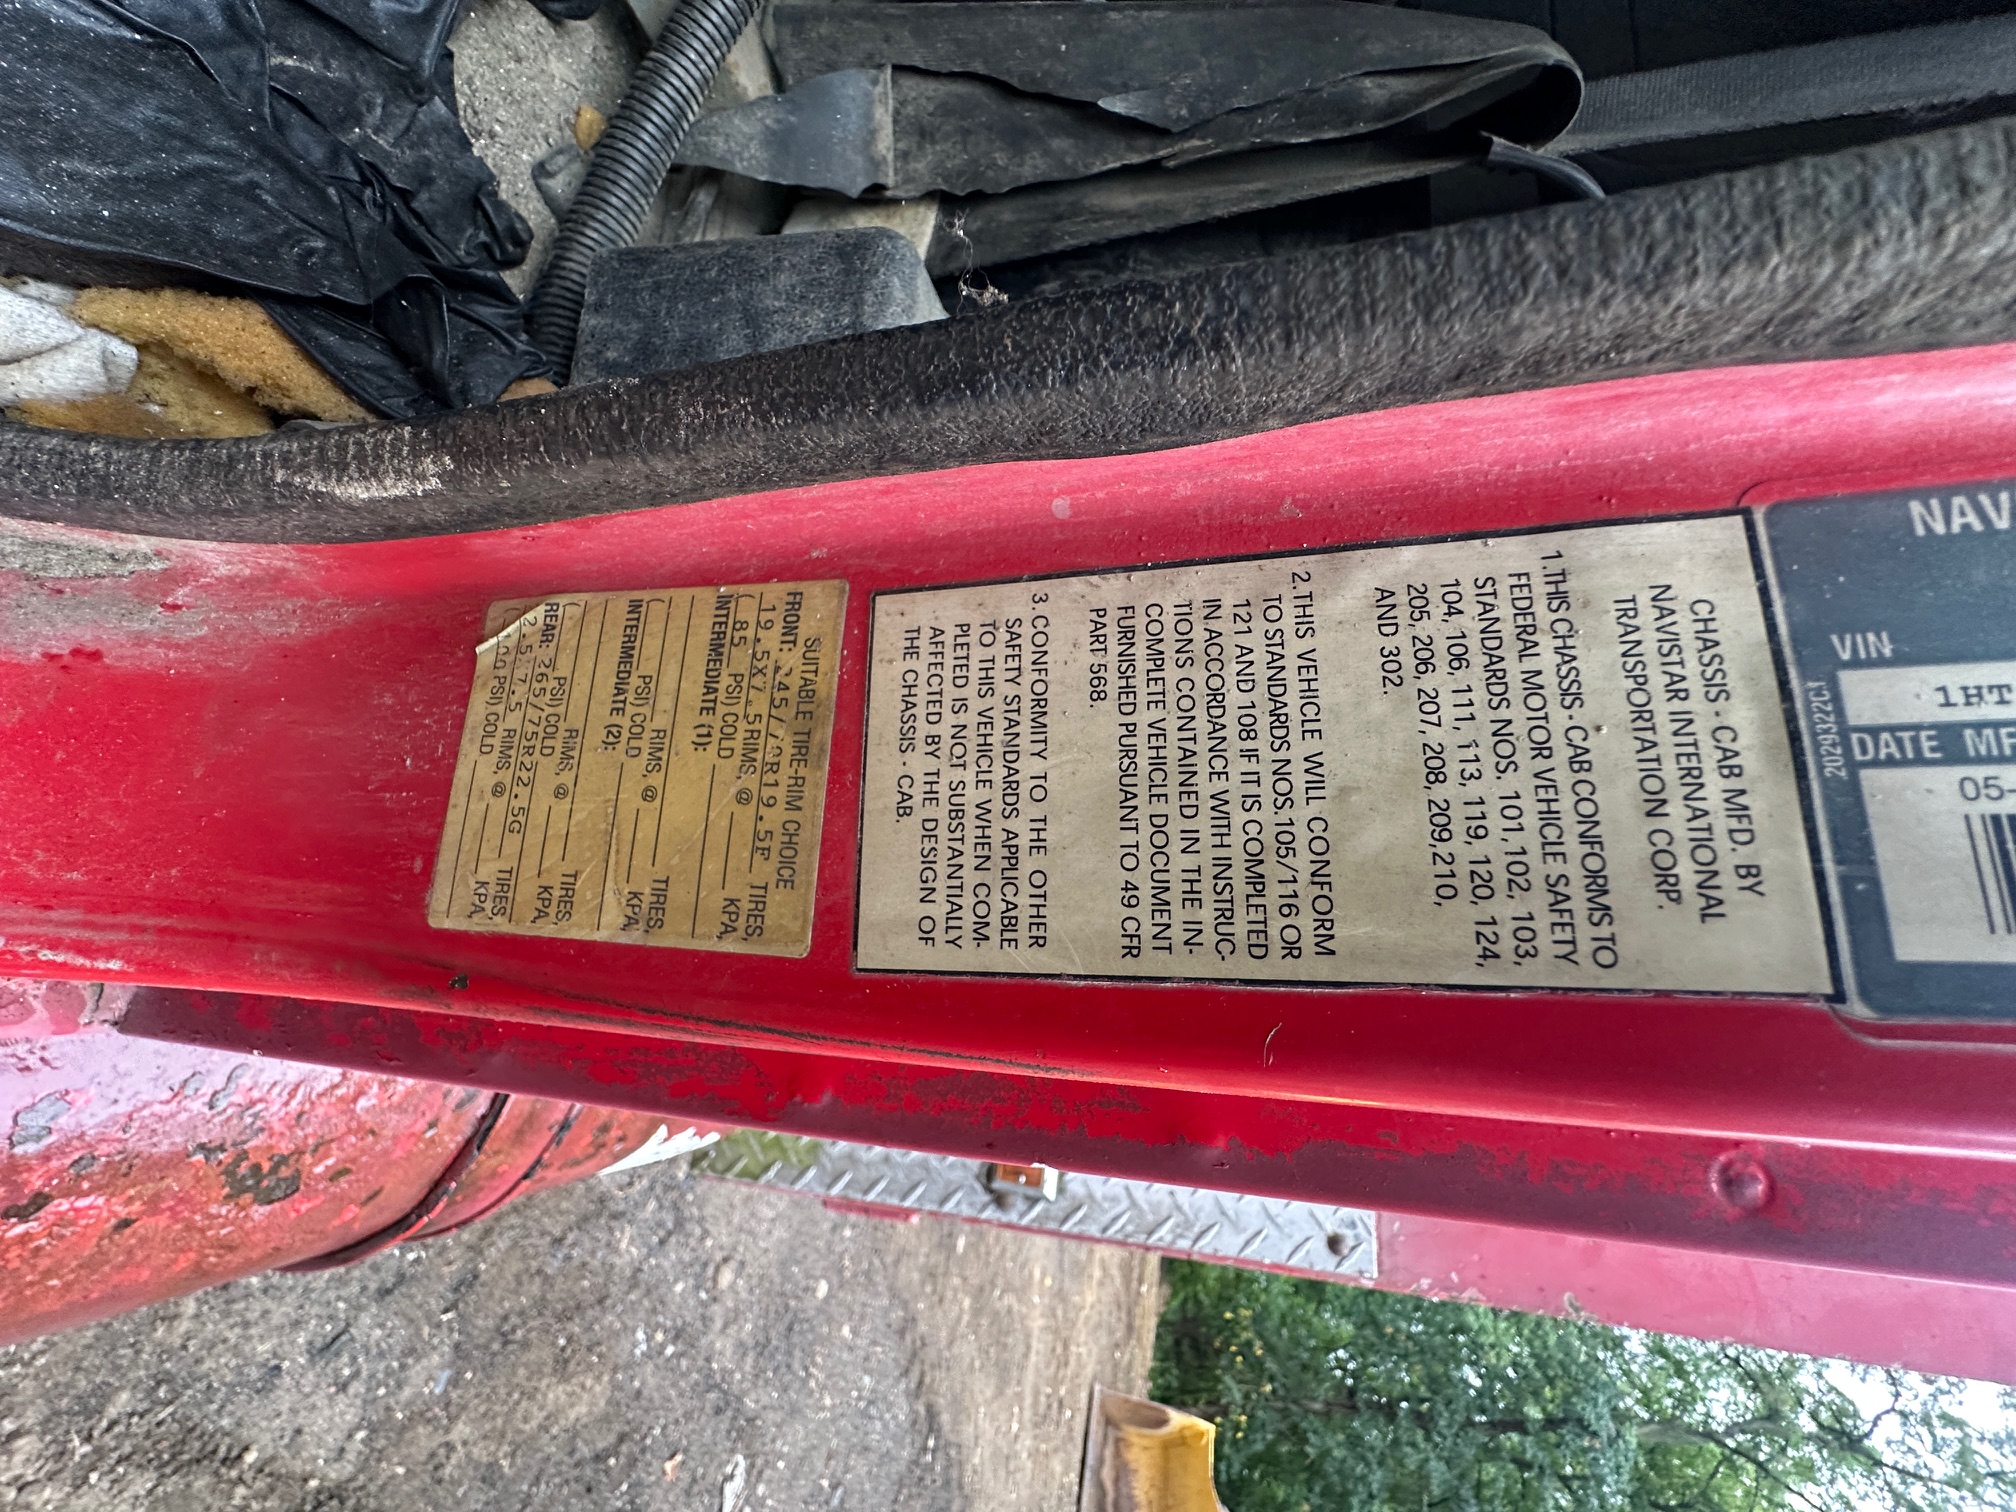 NAV
VIN
1HT
DATE MF
05-
2029322C1
CHASSIS - CAB MFD. BY
NAVISTAR INTERNATIONAL
TRANSPORTATION CORP.
1. THIS CHASSIS - CAB CONFORMS TO
FEDERAL MOTOR VEHICLE SAFETY
STANDARDS NOS. 101, 102, 103,
104, 106, 111, 113, 119, 120, 124,
205, 206, 207, 208, 209, 210,
AND 302.
2. THIS VEHICLE WILL CONFORM
TO STANDARDS NOS. 105/116 OR
121 AND 108 IF IT IS COMPLETED
IN ACCORDANCE WITH INSTRUC-
TIONS CONTAINED IN THE IN-
COMPLETE VEHICLE DOCUMENT
FURNISHED PURSUANT TO 49 CFR
PART 568.
3. CONFORMITY TO THE OTHER
SAFETY STANDARDS APPLICABLE
TO THIS VEHICLE WHEN COM-
PLETED IS NOT SUBSTANTIALLY
AFFECTED BY THE DESIGN OF
THE CHASSIS - CAB.
SUITABLE TIRE-RIM CHOICE
FRONT: TIRES,
19.5X7.5 RIMS, @
( 85 PSI) COLD KPA,
INTERMEDIATE (1): TIRES,
RIMS, @
( PSI) COLD KPA,
INTERMEDIATE (2): TIRES,
RIMS, @
( PSI) COLD KPA,
REAR: 265/75R22.5G TIRES,
RIMS, @
PSI) COLD KPA,